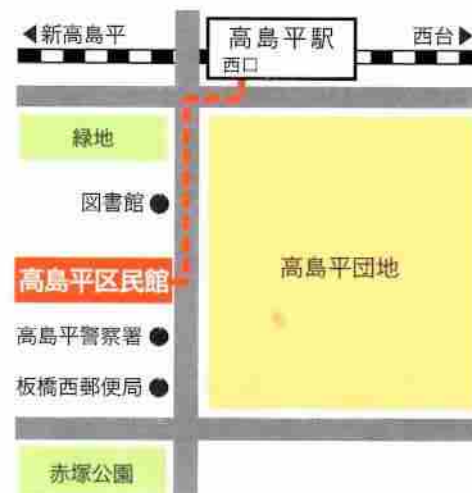 ◀新高島平
高島平駅
西口
西台▶
緑地
図書館●
高島平区民館
高島平団地
高島平警察署●
板橋西郵便局●
赤塚公園